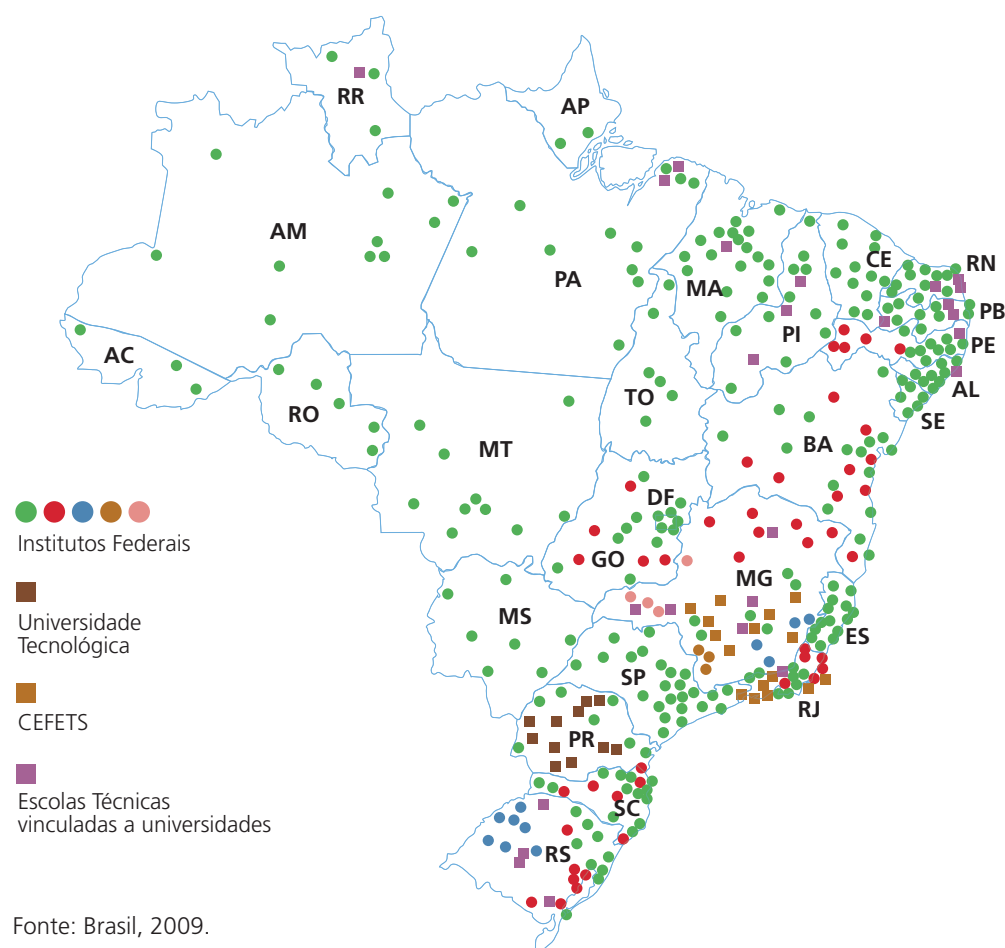 RR
AP
AM
PA
MA
CE
RN
PB
PI
PE
AC
AL
TO
RO
SE
BA
MT
DF
Institutos Federais
GO
MG
MS
Universidade
Tecnológica
ES
SP
RJ
CEFETS
PR
Escolas Técnicas
vinculadas a universidades
SC
RS
Fonte: Brasil, 2009.